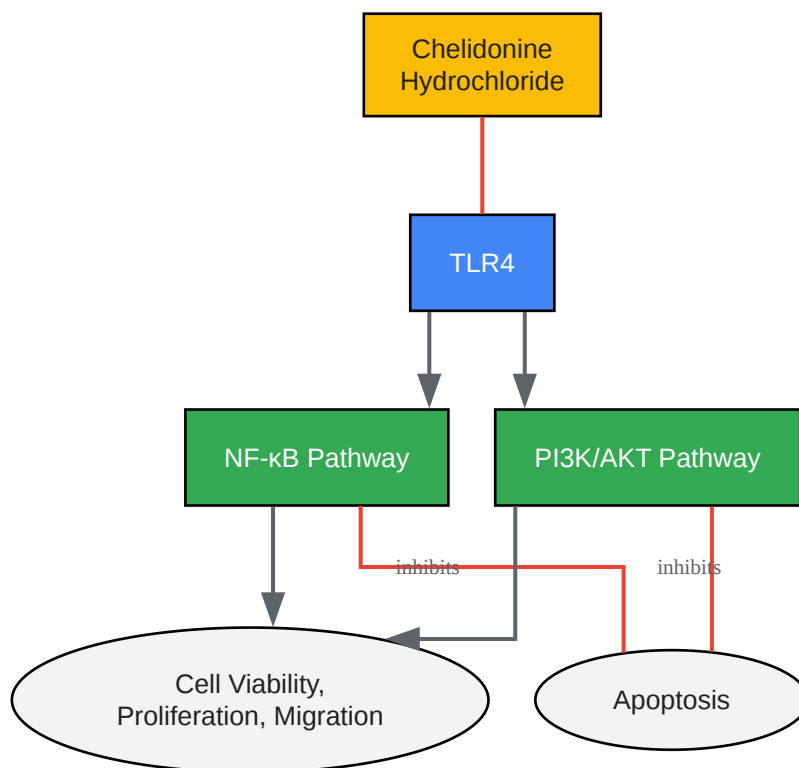 Chelidonine
Hydrochloride
TLR4
NF-κB Pathway
PI3K/AKT Pathway
inhibits
inhibits
Cell Viability,
Proliferation, Migration
Apoptosis